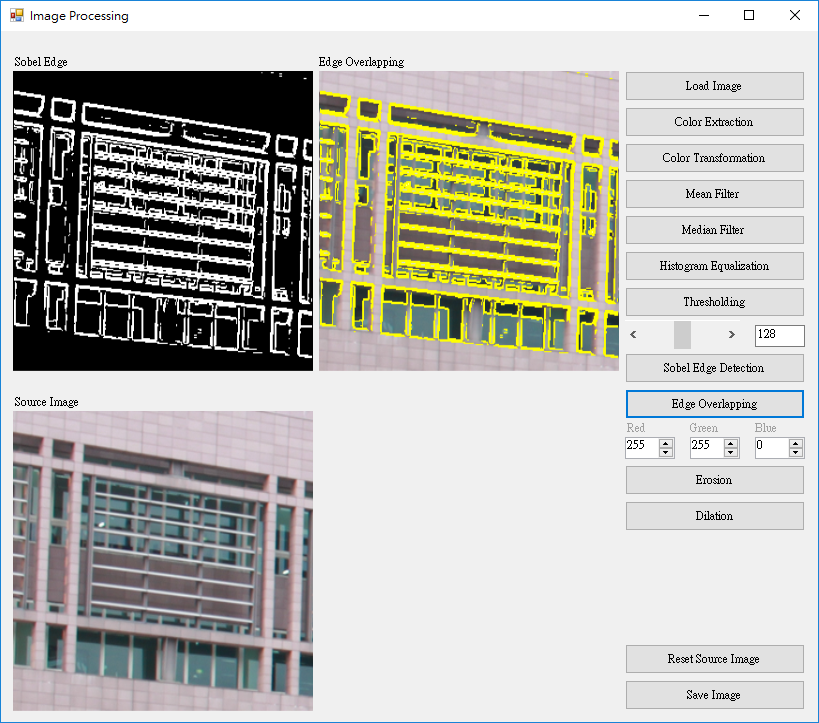 Image Processing
Sobel Edge
Edge Overlapping
Load Image
Color Extraction
Color Transformation
Mean Filter
Median Filter
Histogram Equalization
Thresholding
128
Sobel Edge Detection
Edge Overlapping
Source Image
Red Green Blue
255 255 0
Erosion
Dilation
Reset Source Image
Save Image